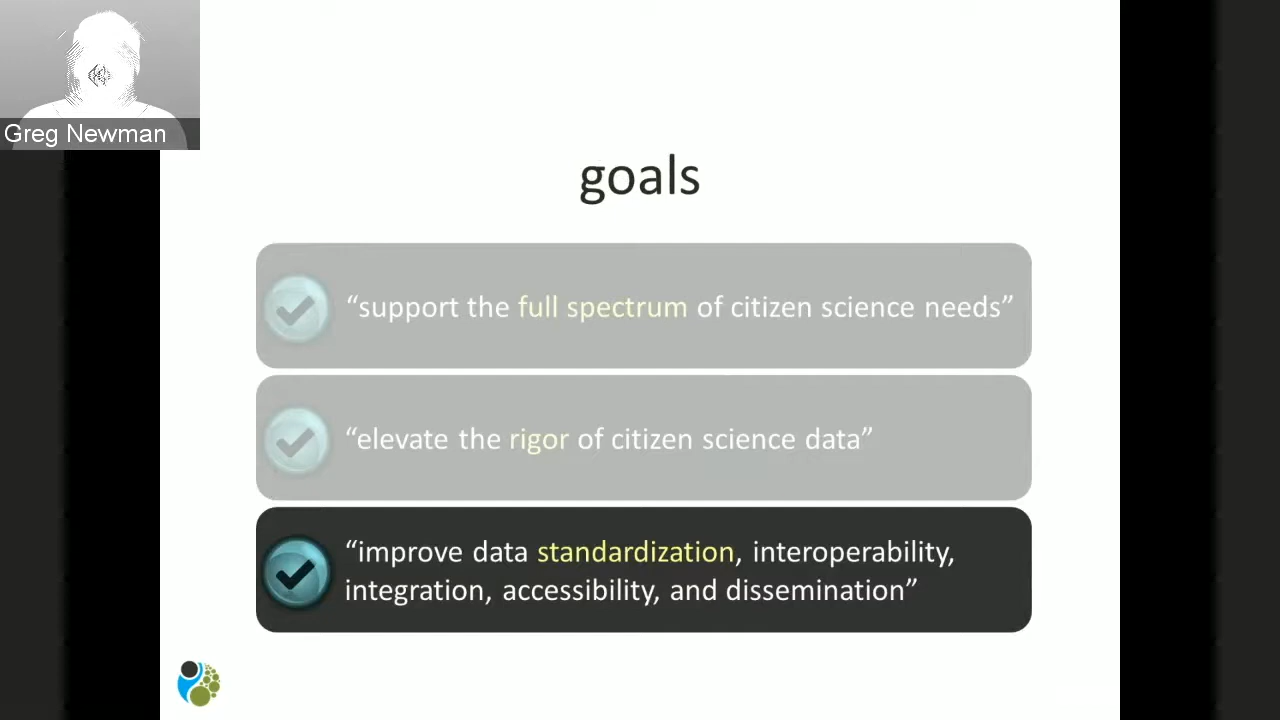 Greg Newman
goals
“support the full spectrum of citizen science needs”
“elevate the rigor of citizen science data”
“improve data standardization, interoperability,
integration, accessibility, and dissemination”